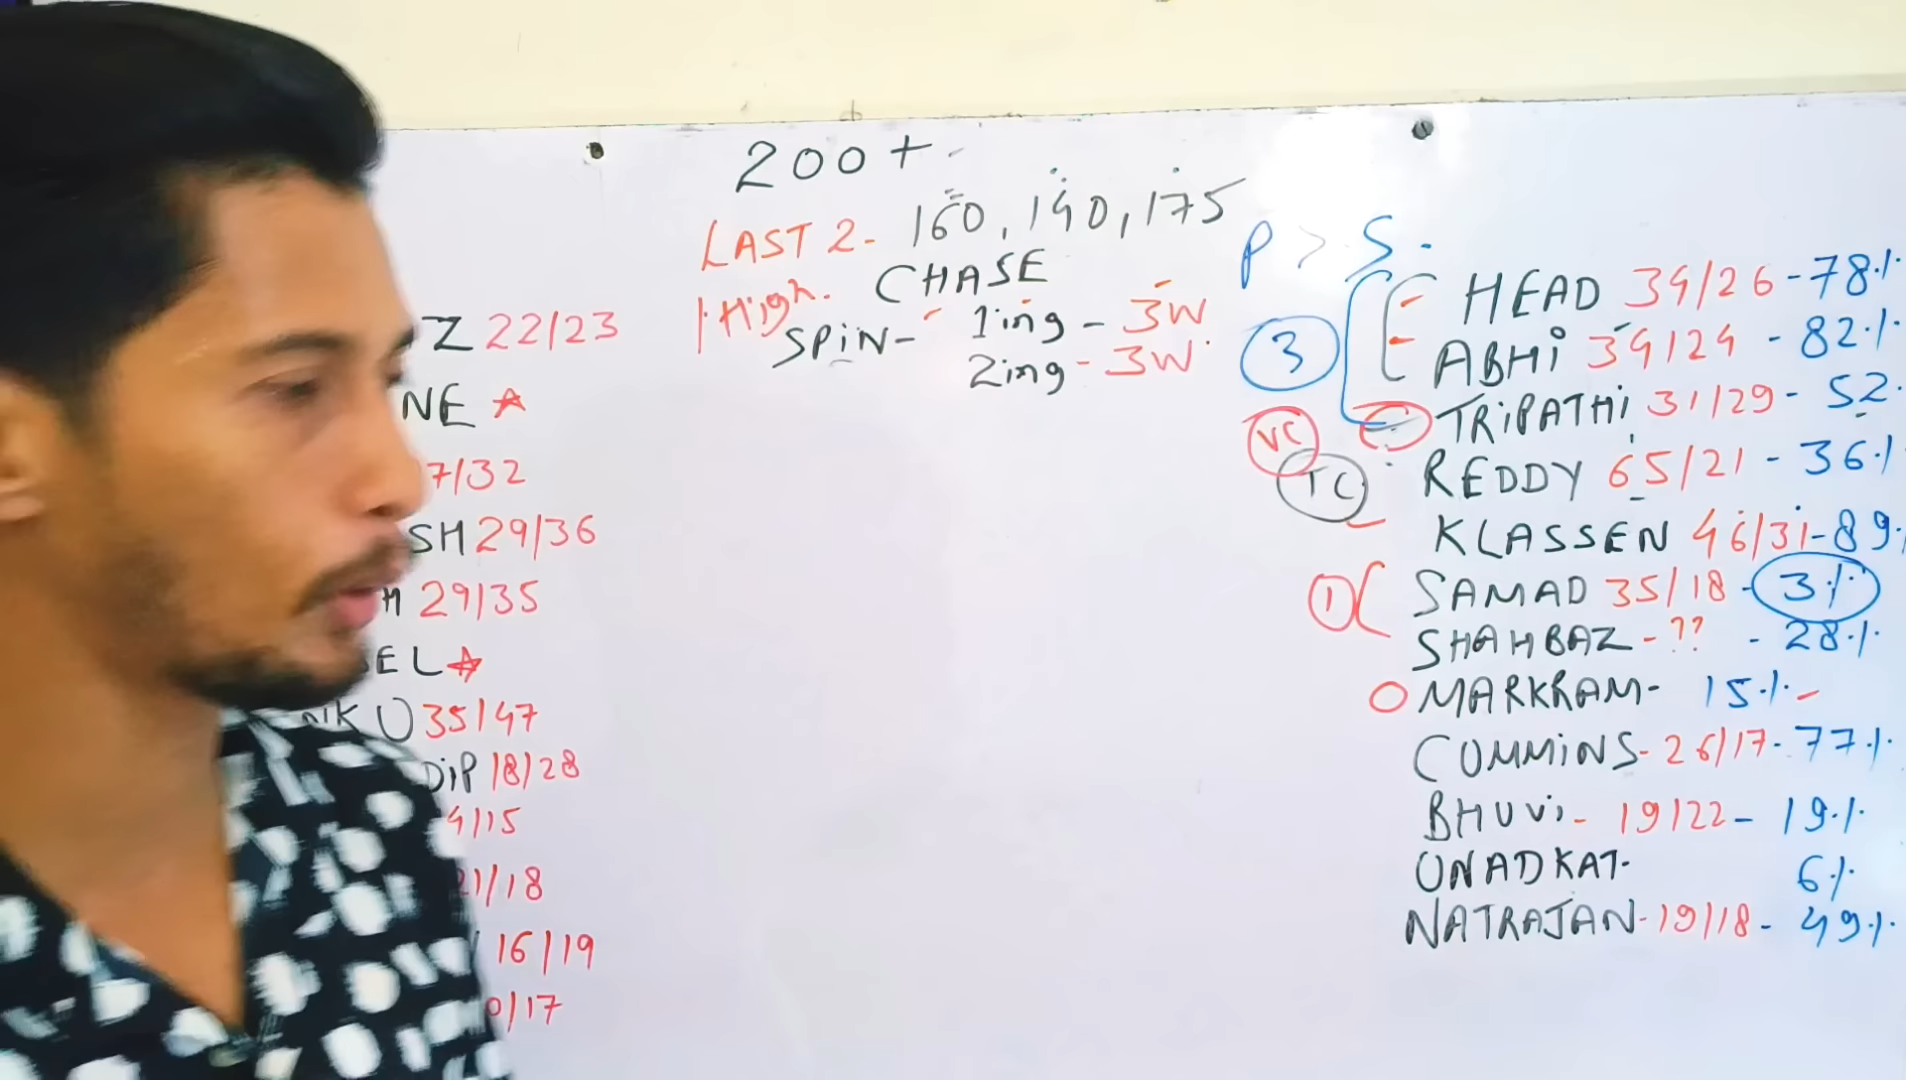 200+
LAST 2- 160, 140, 175
1 High. CHASE
SPiN- 1ing - 3W
2ing - 3W
Z 22/23
NE
7/32
SH 29/36
M 29/35
EL
U 35/47
DiP 18/28
4/15
21/18
16/19
0/17
P > S.
3
VC
TC
1
HEAD 34/26 - 78%
ABHi 34/24 - 82%
TRiPATHi 31/29 - 52.
REDDY 65/21 - 36%
KLASSEN 46/31 - 89%
SAMAD 35/18 - 3%
SHAHBAZ - ?? - 28%
MARKRAM - 15% -
CUMMiNS - 26/17 - 77%
BHUVi - 19/22 - 19%
UNADKAT- 6%
NATRAJAN - 19/18 - 49%